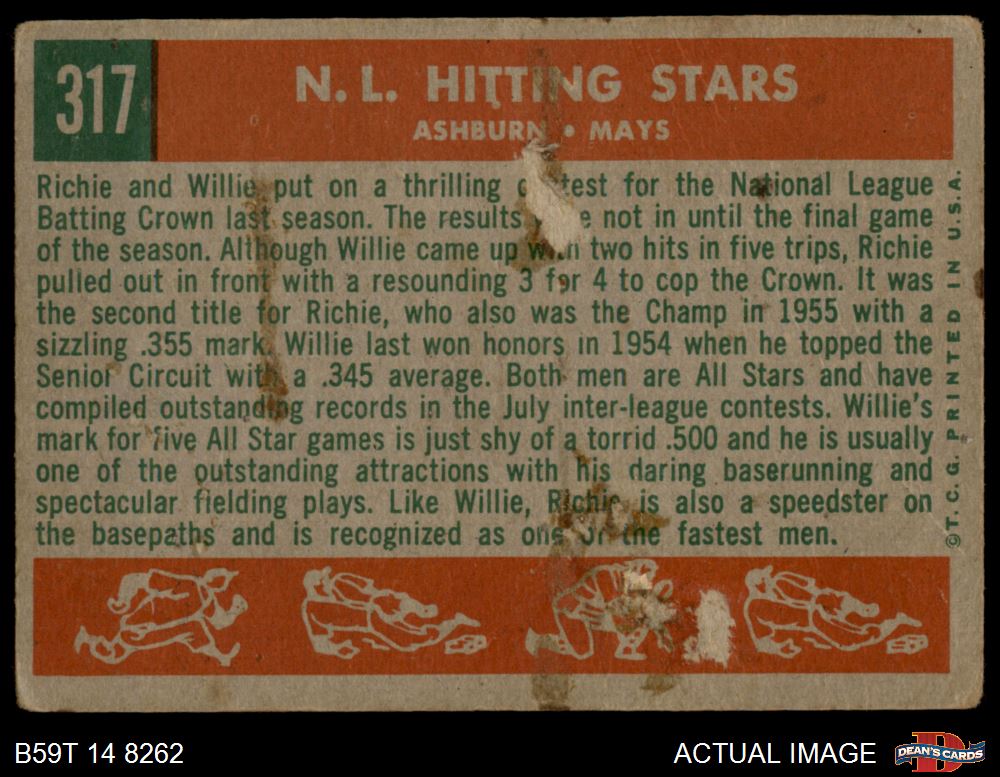 317
N. L. HITTING STARS
ASHBURN • MAYS
Richie and Willie put on a thrilling contest for the National League
Batting Crown last season. The results were not in until the final game
of the season. Although Willie came up with two hits in five trips, Richie
pulled out in front with a resounding 3 for 4 to cop the Crown. It was
the second title for Richie, who also was the Champ in 1955 with a
sizzling .355 mark. Willie last won honors in 1954 when he topped the
Senior Circuit with a .345 average. Both men are All Stars and have
compiled outstanding records in the July inter-league contests. Willie's
mark for five All Star games is just shy of a torrid .500 and he is usually
one of the outstanding attractions with his daring baserunning and
spectacular fielding plays. Like Willie, Richie is also a speedster on
the basepaths and is recognized as one of the fastest men.
©T. C. G. PRINTED IN U.S.A.
B59T 14 8262
ACTUAL IMAGE
D
DEAN'S CARDS